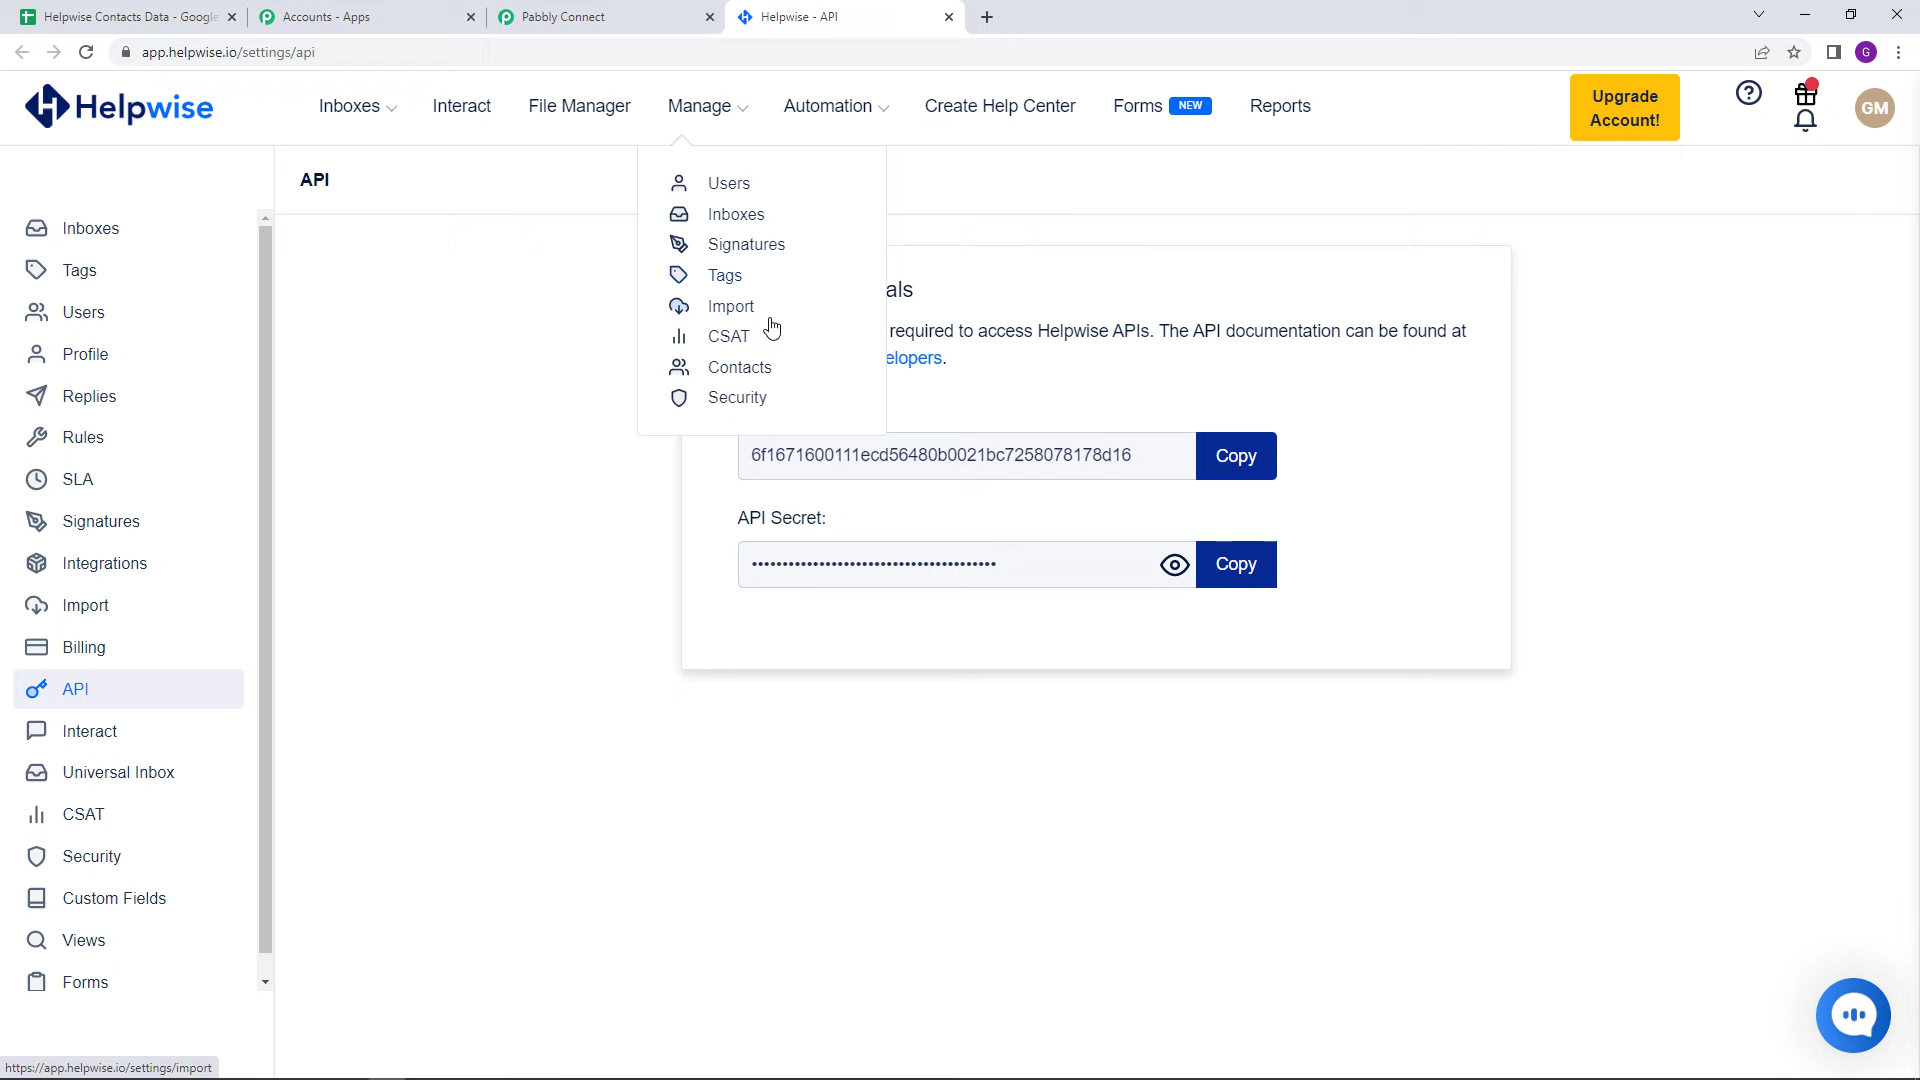 Helpwise Contacts Data - Google
Accounts - Apps
Pabbly Connect
Helpwise - API
app.helpwise.io/settings/api
G
Helpwise
Inboxes
Interact
File Manager
Manage
Automation
Create Help Center
Forms NEW
Reports
Upgrade
Account!
GM
API
Inboxes
Tags
Users
Profile
Replies
Rules
SLA
Signatures
Integrations
Import
Billing
API
Interact
Universal Inbox
CSAT
Security
Custom Fields
Views
Forms
Users
Inboxes
Signatures
Tags
Import
CSAT
Contacts
Security
als
required to access Helpwise APIs. The API documentation can be found at
elopers.
6f1671600111ecd56480b0021bc7258078178d16
Copy
API Secret:
Copy
https://app.helpwise.io/settings/import